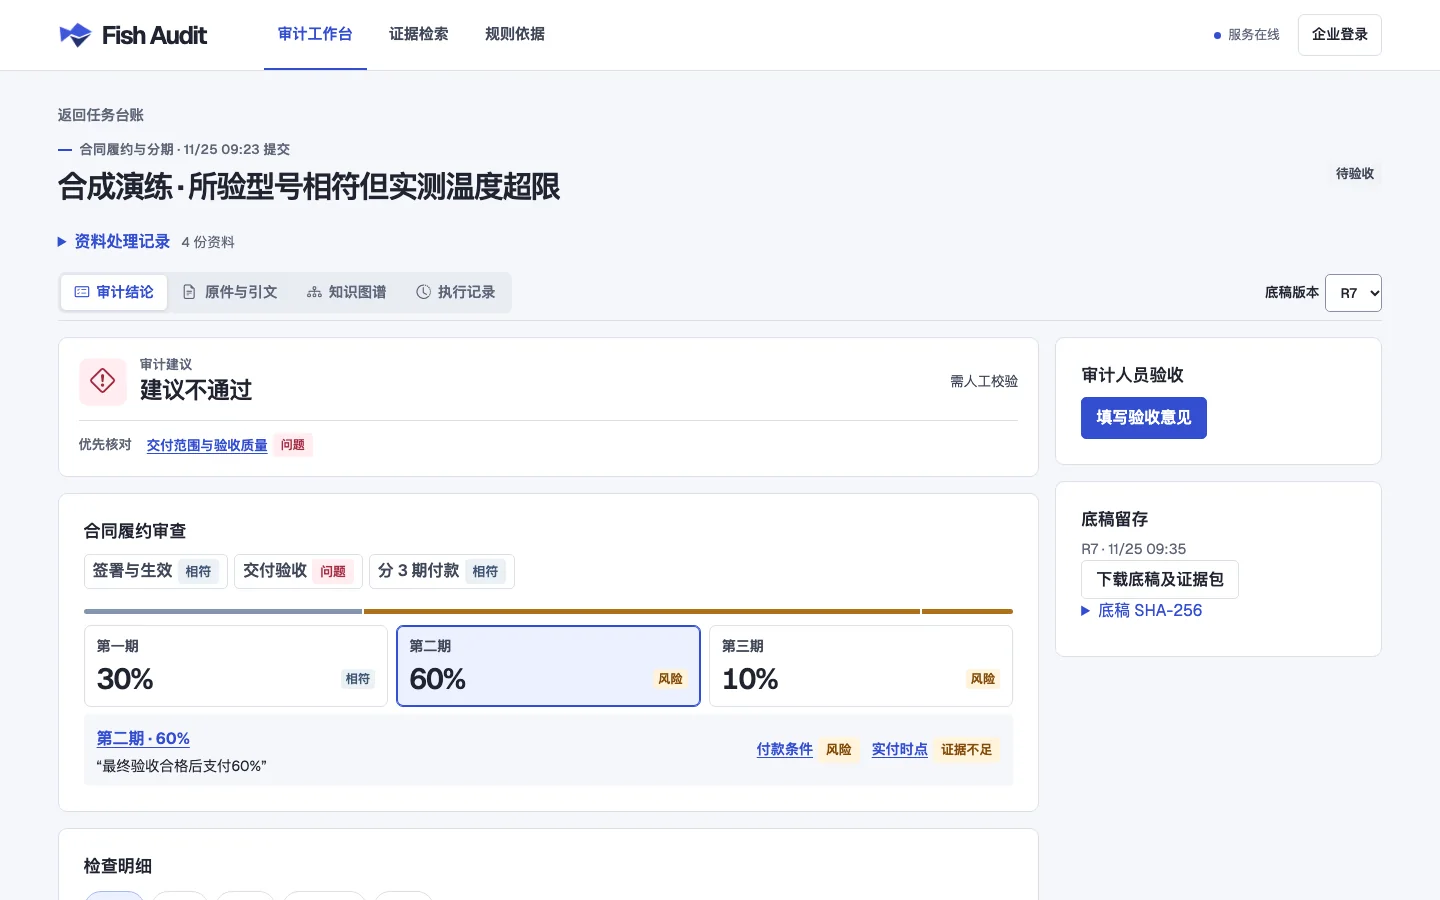 Fish Audit
审计工作台
证据检索
规则依据
服务在线
企业登录
返回任务台账
合同履约与分期 · 11/25 09:23 提交
合成演练 · 所验型号相符但实测温度超限
待验收
资料处理记录 4 份资料
审计结论
原件与引文
知识图谱
执行记录
底稿版本 R7
审计建议
建议不通过
需人工校验
优先核对 交付范围与验收质量 问题
审计人员验收
填写验收意见
合同履约审查
签署与生效 相符
交付验收 问题
分 3 期付款 相符
第一期
30% 相符
第二期
60% 风险
第三期
10% 风险
第二期 · 60%
“最终验收合格后支付60%”
付款条件 风险
实付时点 证据不足
底稿留存
R7 · 11/25 09:35
下载底稿及证据包
底稿 SHA-256
检查明细